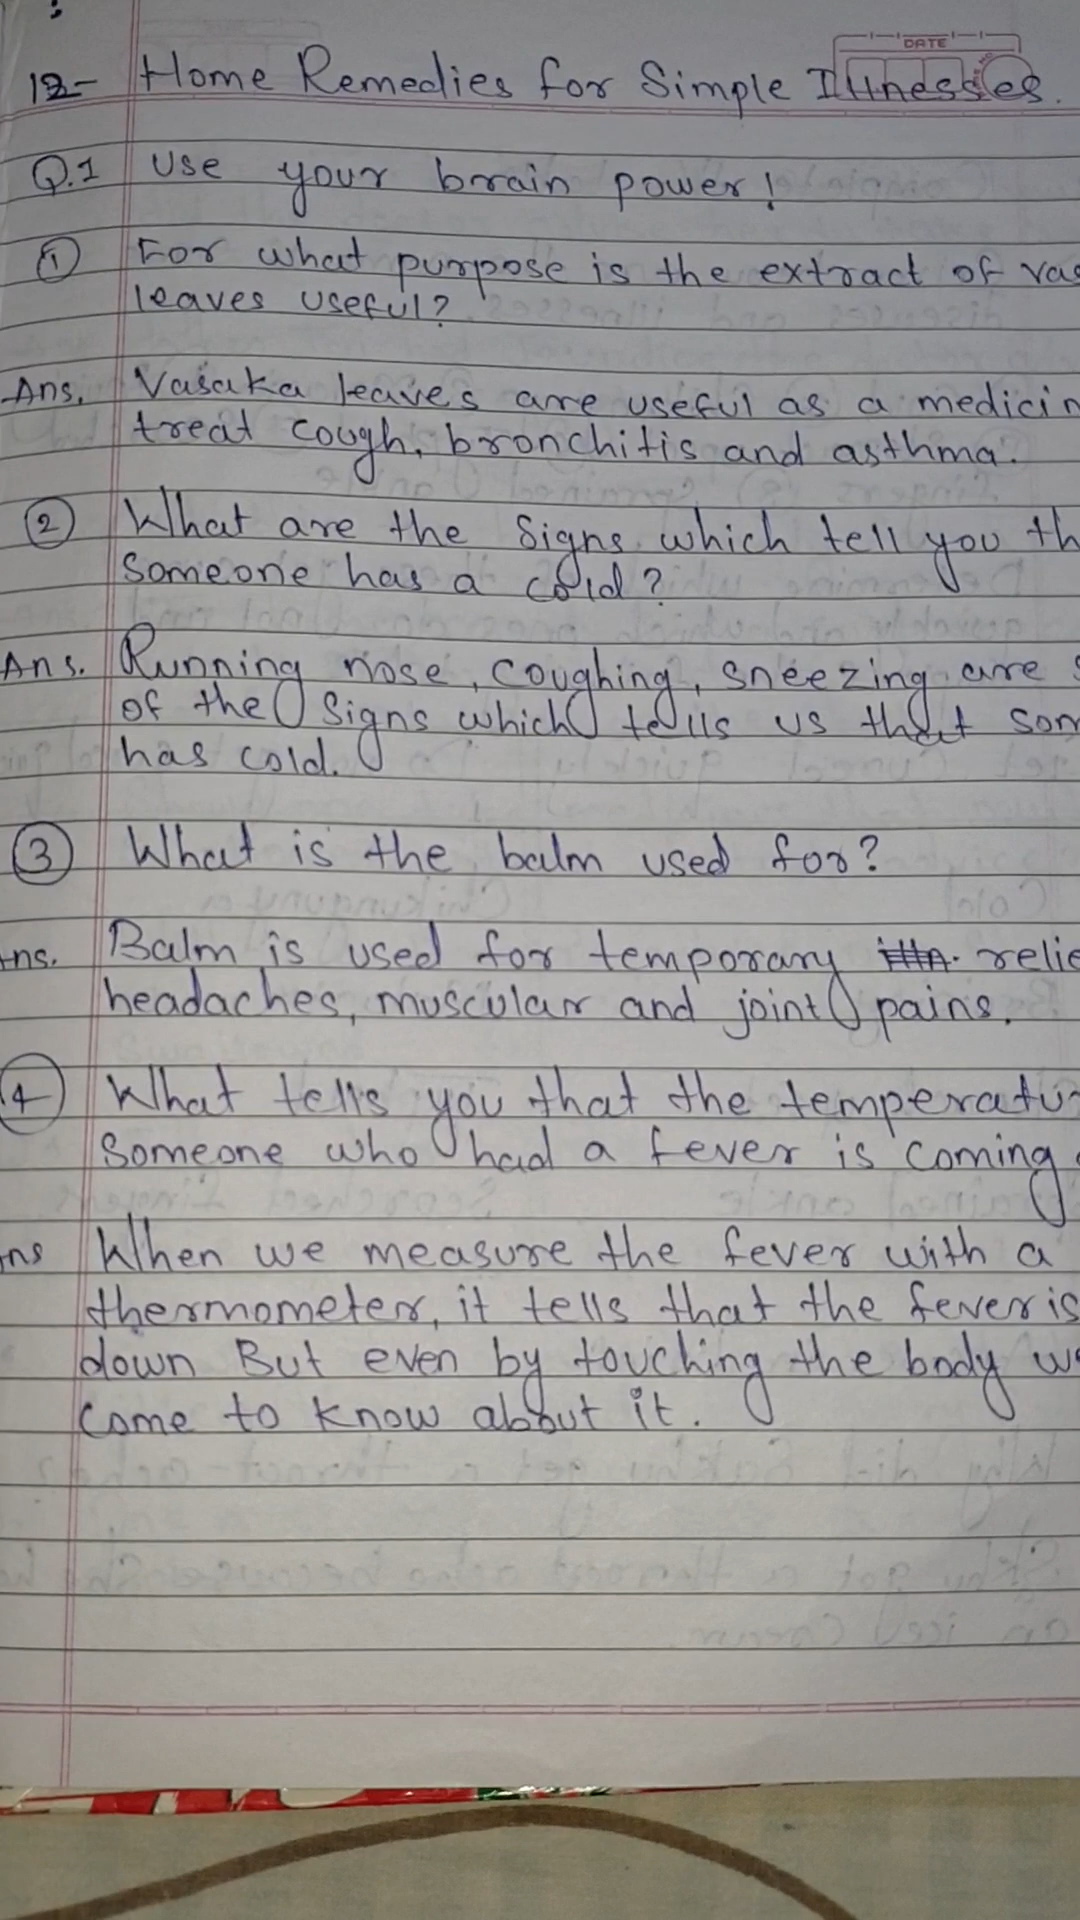 DATE
12- Home Remedies for Simple Illnesses.
Q.1 Use your brain power!
① For what purpose is the extract of vas
leaves useful?
Ans. Vasaka leaves are useful as a medicin
treat cough, bronchitis and asthma.
② What are the signs which tell you th
someone has a cold?
Ans. Running nose, coughing, sneezing are s
of the signs which tells us that som
has cold.
③ What is the balm used for?
ns. Balm is used for temporary relie
headaches, muscular and joint pains.
④ What tells you that the temperatu
someone who had a fever is coming
ns When we measure the fever with a
thermometer, it tells that the fever is
down But even by touching the body we
come to know about it.